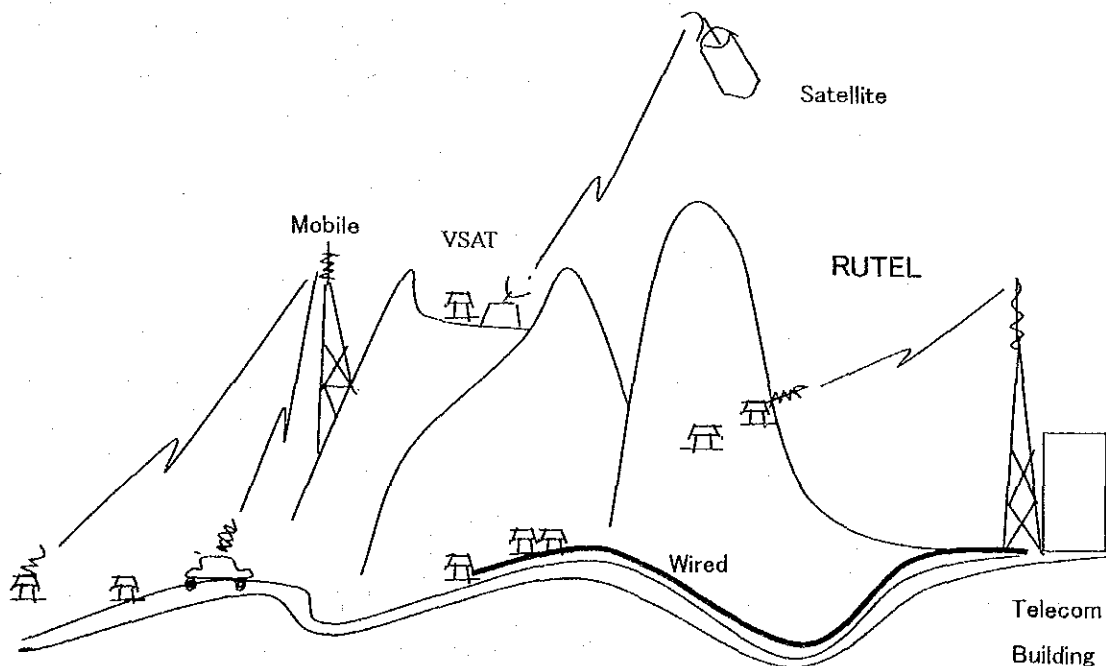 Satellite
Mobile
VSAT
RUTEL
Wired
Telecom
Building